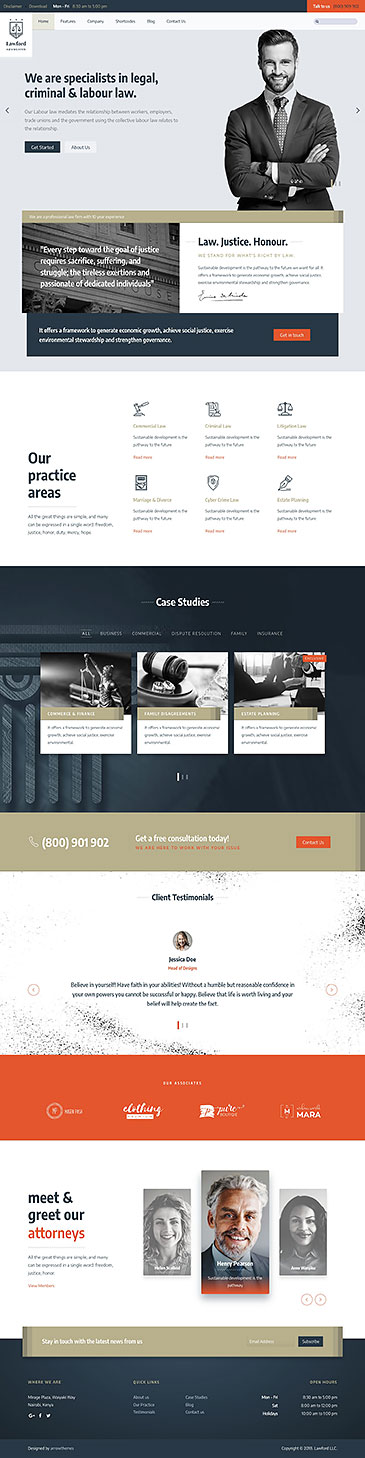 Disclaimer Download Mon - Fri 8:30 am to 5:00 pm Talk to us (800) 901 902
Lawford
Home Features Company Shortcodes Blog Contact Us
We are specialists in legal,
criminal & labour law.
Our Labour law mediates the relationship between workers, employers,
trade unions and the government using the collective labour law relates to
the relationship.
Get Started About Us
We are a professional law firm with 10 year experience
"Every step toward the goal of justice
requires sacrifice, suffering, and
struggle; the tireless exertions and
passionate of dedicated individuals"
Law. Justice. Honour.
WE STAND FOR WHAT'S RIGHT BY LAW
Sustainable development is the pathway to the future we want for all. It
offers a framework to generate economic growth, achieve social justice, exercise
environmental stewardship and strengthen governance.
It offers a framework to generate economic growth, achieve social justice, exercise
environmental stewardship and strengthen governance.
Get in touch
Our
practice
areas
All the great things are simple, and many
can be expressed in a single word: freedom,
justice, honor, duty, mercy, hope.
Commercial Law
Sustainable development is the
pathway to the future
Read more
Criminal Law
Sustainable development is the
pathway to the future
Read more
Litigation Law
Sustainable development is the
pathway to the future
Read more
Marriage & Divorce
Sustainable development is the
pathway to the future
Read more
Cyber Crime Law
Sustainable development is the
pathway to the future
Read more
Estate Planning
Sustainable development is the
pathway to the future
Read more
Case Studies
ALL BUSINESS COMMERCIAL DISPUTE RESOLUTION FAMILY INSURANCE
COMMERCE & FINANCE
It offers a framework to generate economic
growth, achieve social justice, exercise
environmental
FAMILY DISAGREEMENTS
It offers a framework to generate economic
growth, achieve social justice, exercise
environmental
ESTATE PLANNING
It offers a framework to generate economic
growth, achieve social justice, exercise
environmental
(800) 901 902
Get a free consultation today!
WE ARE HERE TO WORK WITH YOUR ISSUE
Contact Us
Client Testimonials
Jessica Doe
Head of Designs
Believe in yourself! Have faith in your abilities! Without a humble but reasonable confidence in
your own powers you cannot be successful or happy. Believe that life is worth living and your
belief will help create the fact.
OUR ASSOCIATES
clothing
pure
BOUTIQUE
MARA
meet &
greet our
attorneys
All the great things are simple, and many
can be expressed in a single word: freedom,
justice, honor.
View Members
Henry Pearson
Sustainable development is the
pathway
Stay in touch with the latest news from us
Email Address Subscribe
WHERE WE ARE
Mirage Plaza, Waiyaki Way
Nairobi, Kenya
QUICK LINKS
About us
Our Practice
Testimonials
Case Studies
Blog
Contact us
OPEN HOURS
Mon - Fri 8:30 am to 5:00 pm
Sat 8:00 am to 12:00 pm
Holidays 10:00 am to 1:00 pm
Designed by arrowthemes
Copyright © 2018. Lawford LLC.